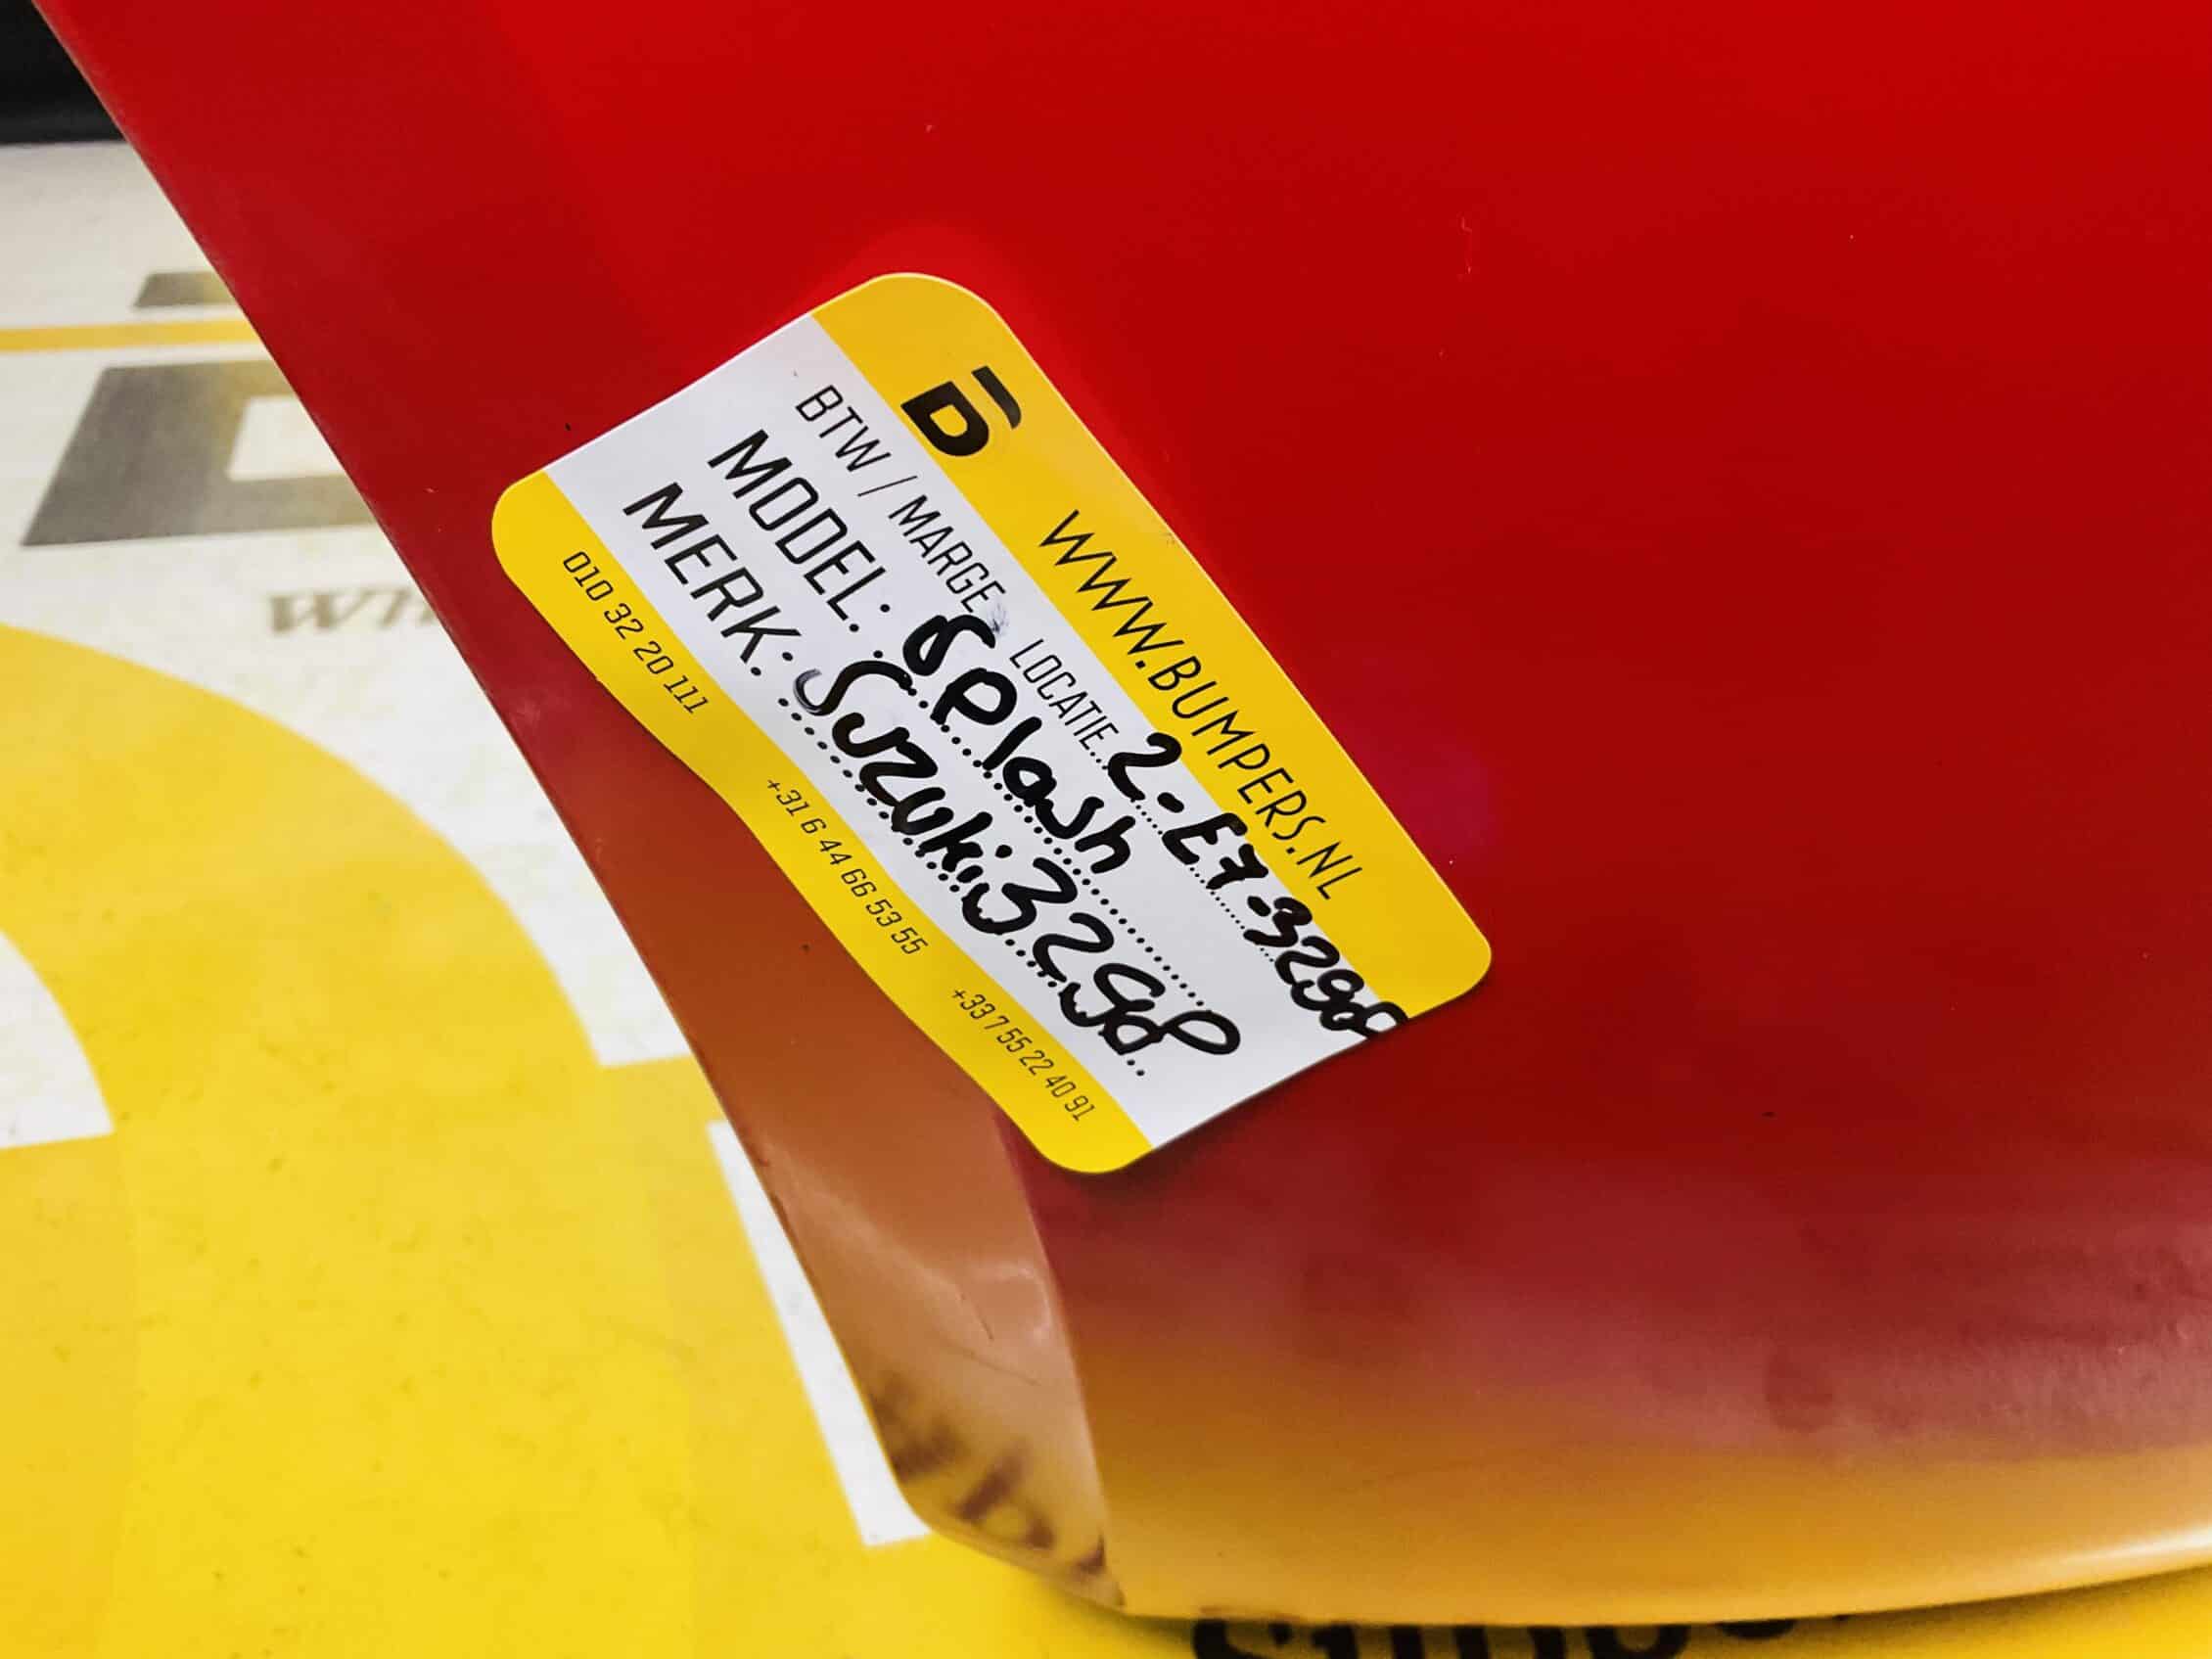 WWW.BUMPERS.NL
BTW / MARGE LOCATIE 2-E7-3298
MODEL: Splash
MERK: Suzuki 3298
010 32 20 111 +31 6 44 66 53 55 +33 7 55 22 40 91